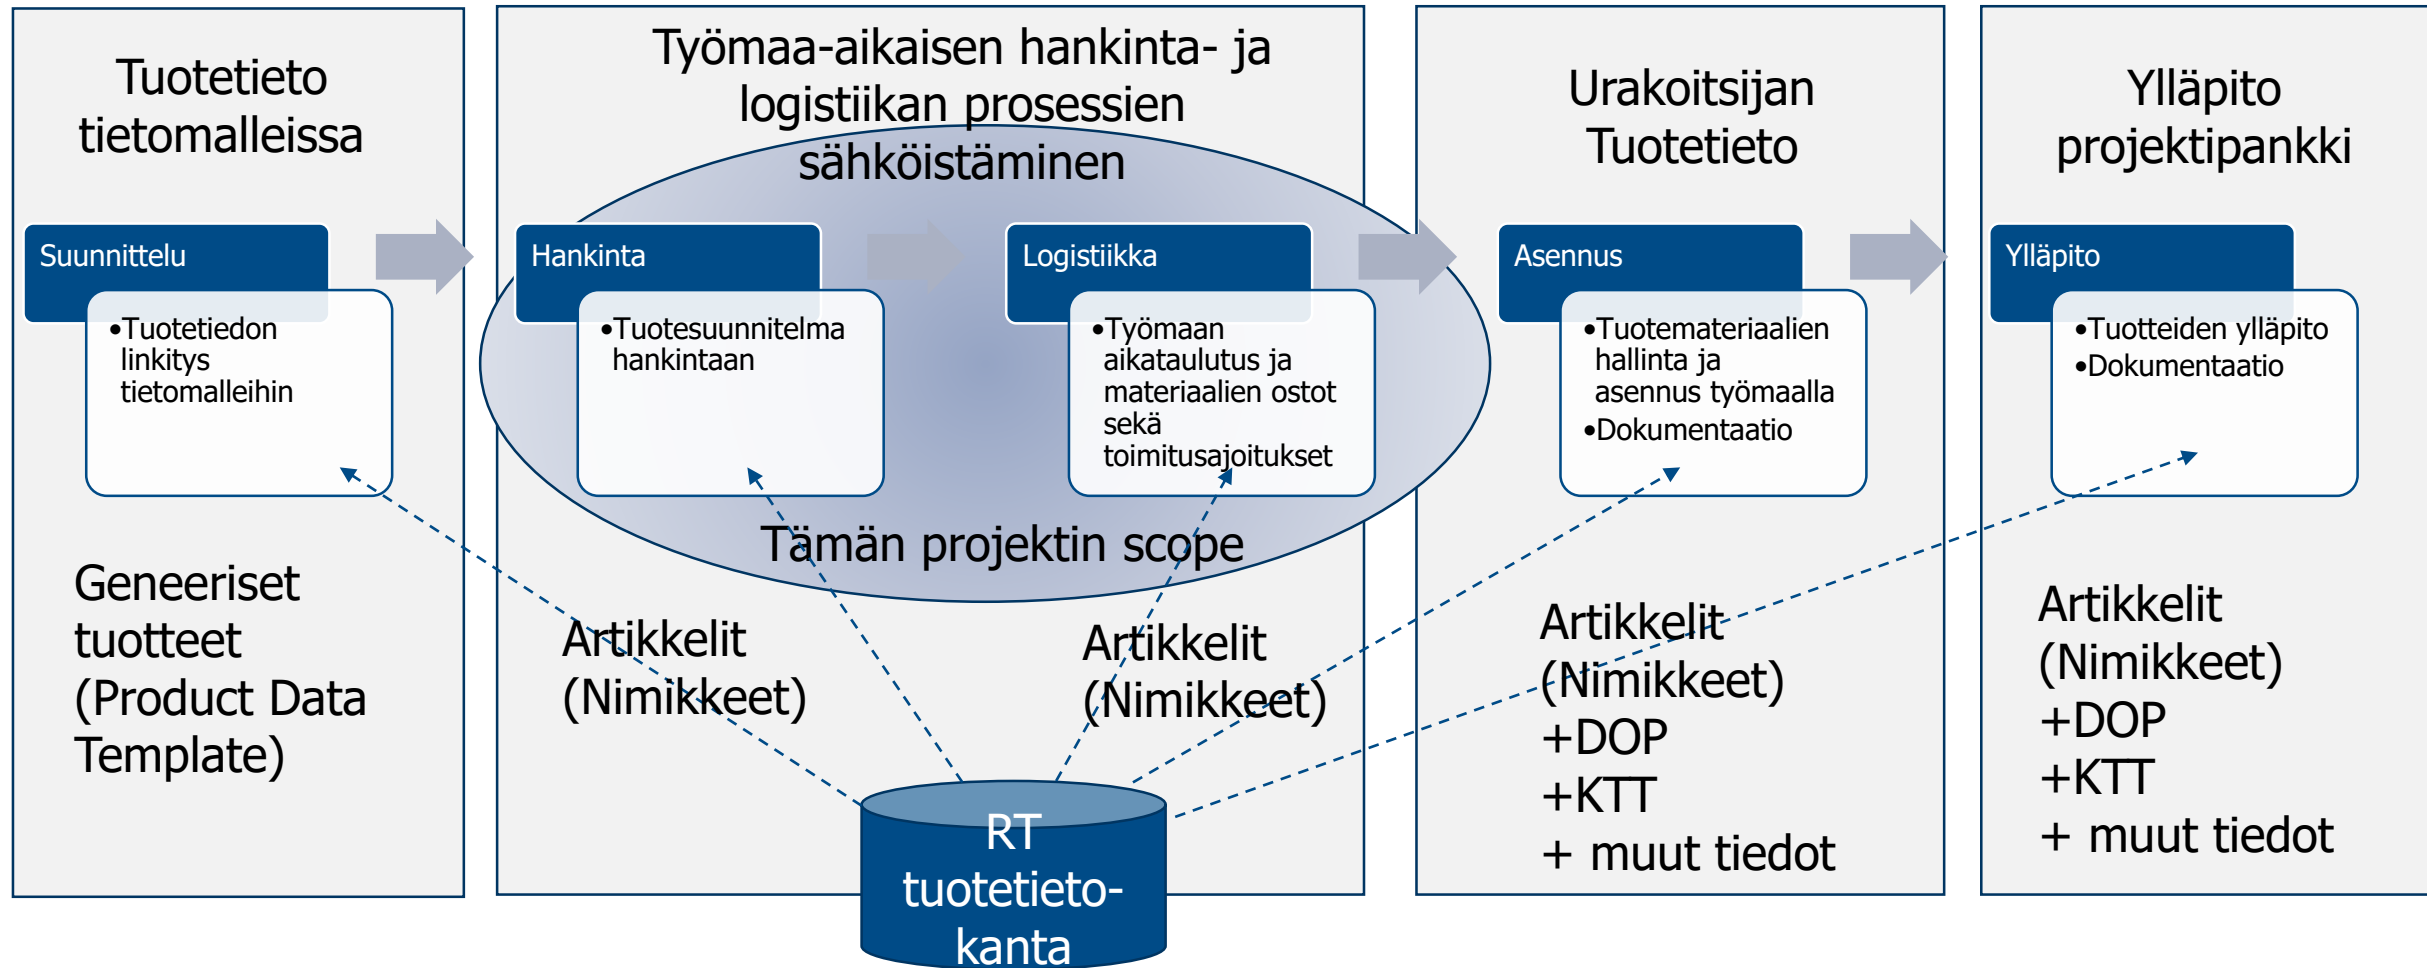 Tuotetieto
tietomalleissa
Työmaa-aikaisen hankinta- ja
logistiikan prosessien
sähköistäminen
Urakoitsijan
Tuotetieto
Ylläpito
projektipankki
Suunnittelu
•Tuotetiedon
linkitys
tietomalleihin
Hankinta
•Tuotesuunnitelma
hankintaan
Logistiikka
•Työmaan
aikataulutus ja
materiaalien ostot
sekä
toimitusajoitukset
Asennus
•Tuotemateriaalien
hallinta ja
asennus työmaalla
•Dokumentaatio
Ylläpito
•Tuotteiden ylläpito
•Dokumentaatio
Tämän projektin scope
Geneeriset
tuotteet
(Product Data
Template)
Artikkelit
(Nimikkeet)
Artikkelit
(Nimikkeet)
Artikkelit
(Nimikkeet)
+DOP
+KTT
+ muut tiedot
Artikkelit
(Nimikkeet)
+DOP
+KTT
+ muut tiedot
RT
tuotetieto-
kanta